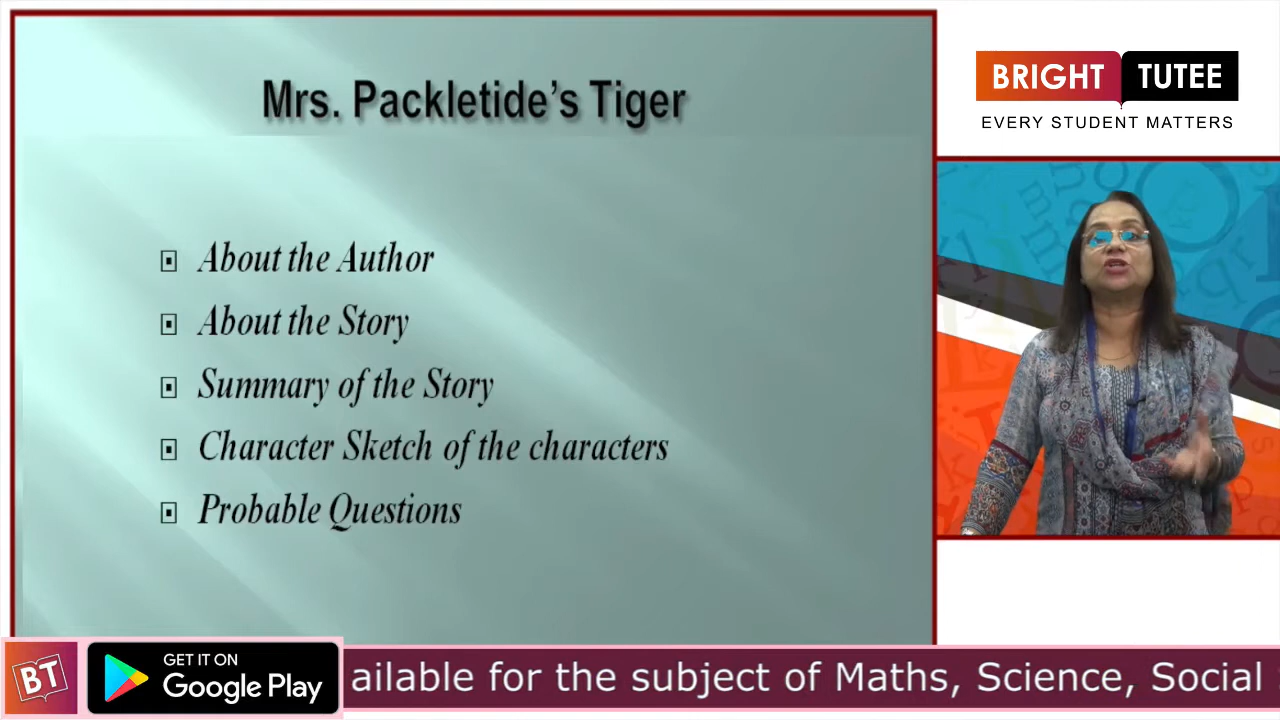 Mrs. Packletide's Tiger
About the Author
About the Story
Summary of the Story
Character Sketch of the characters
Probable Questions
BRIGHT TUTEE
EVERY STUDENT MATTERS
BT
GET IT ON
Google Play
ailable for the subject of Maths, Science, Social